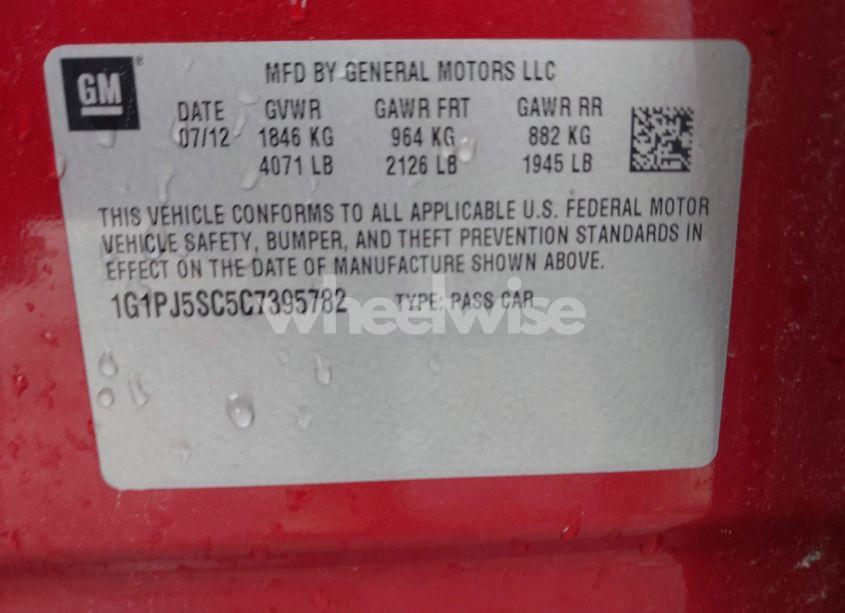 GM ®
MFD BY GENERAL MOTORS LLC
DATE GVWR GAWR FRT GAWR RR
07/12 1846 KG 964 KG 882 KG
4071 LB 2126 LB 1945 LB
THIS VEHICLE CONFORMS TO ALL APPLICABLE U.S. FEDERAL MOTOR
VEHICLE SAFETY, BUMPER, AND THEFT PREVENTION STANDARDS IN
EFFECT ON THE DATE OF MANUFACTURE SHOWN ABOVE.
1G1PJ5SC5C7395782 TYPE: PASS CAR
wheelwise